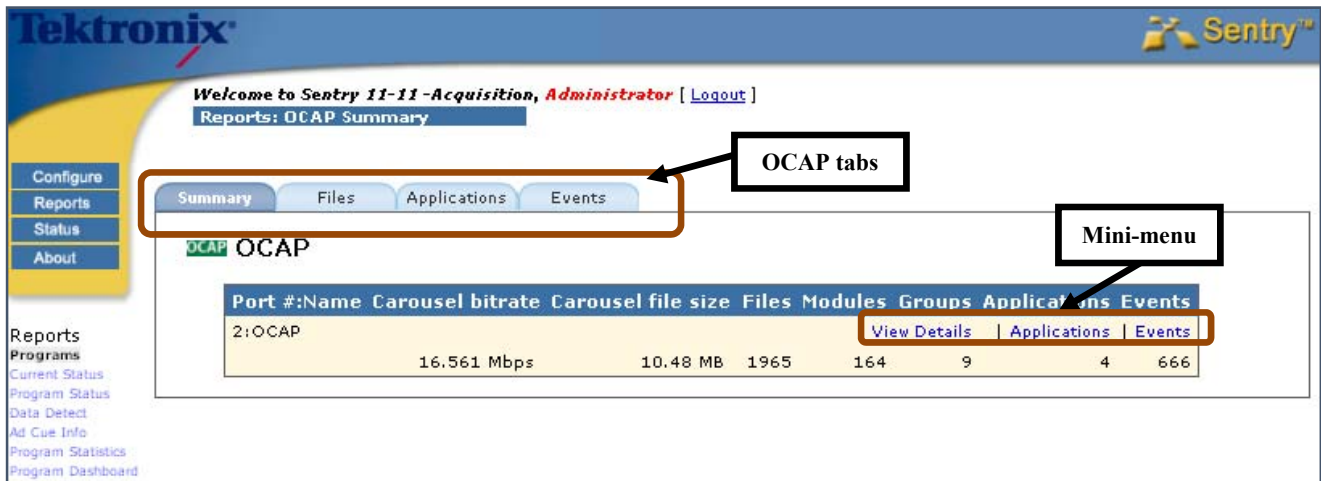 Tektronix
Sentry™
Welcome to Sentry 11-11 -Acquisition, Administrator [ Logout ]
Reports: OCAP Summary
OCAP tabs
Configure
Reports
Status
About
Summary Files Applications Events
Mini-menu
OCAP OCAP
Port #:Name Carousel bitrate Carousel file size Files Modules Groups Applications Events
2:OCAP View Details | Applications | Events
16.561 Mbps 10.48 MB 1965 164 9 4 666
Reports
Programs
Current Status
Program Status
Data Detect
Ad Cue Info
Program Statistics
Program Dashboard